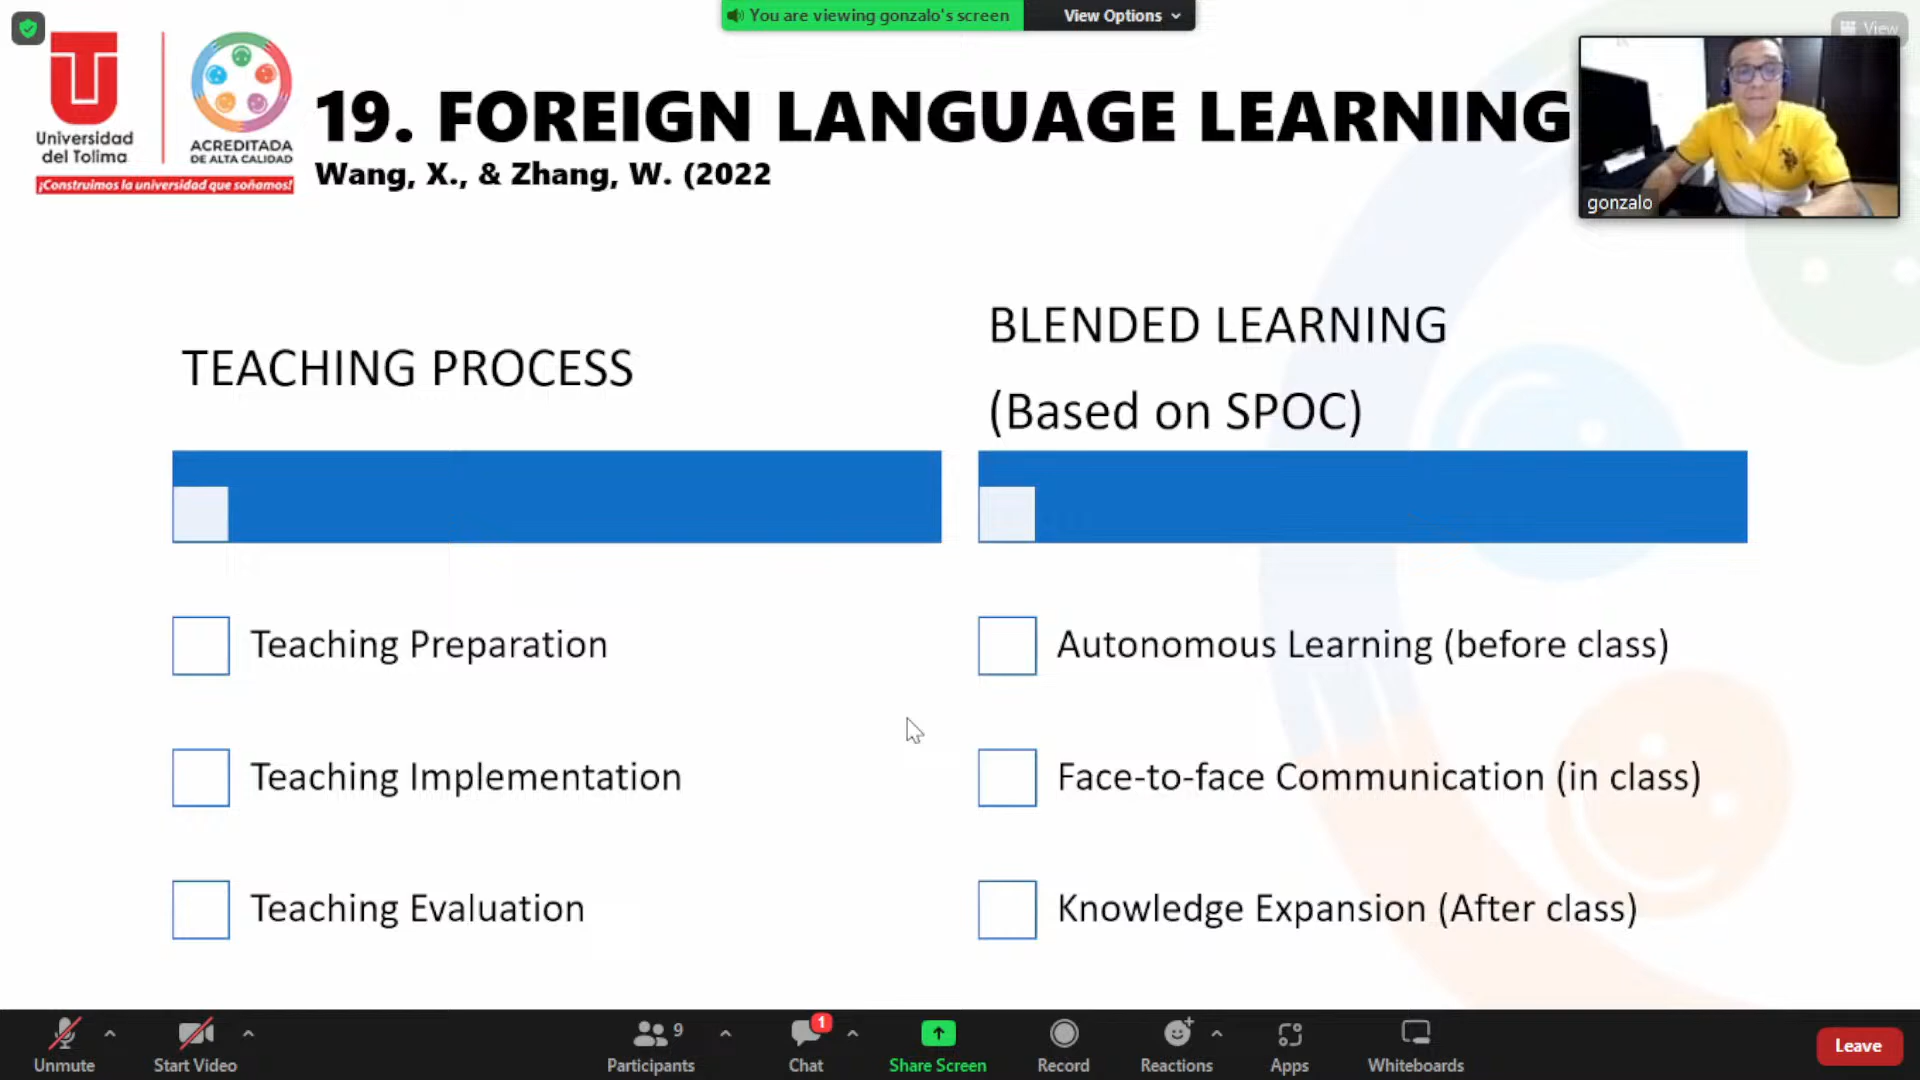 You are viewing gonzalo's screen
View Options
View
Universidad
del Tolima
ACREDITADA
DE ALTA CALIDAD
¡Construimos la universidad que soñamos!
19. FOREIGN LANGUAGE LEARNING
Wang, X., & Zhang, W. (2022
gonzalo
TEACHING PROCESS
BLENDED LEARNING
(Based on SPOC)
Teaching Preparation
Autonomous Learning (before class)
Teaching Implementation
Face-to-face Communication (in class)
Teaching Evaluation
Knowledge Expansion (After class)
9
1
Unmute
Start Video
Participants
Chat
Share Screen
Record
Reactions
Apps
Whiteboards
Leave